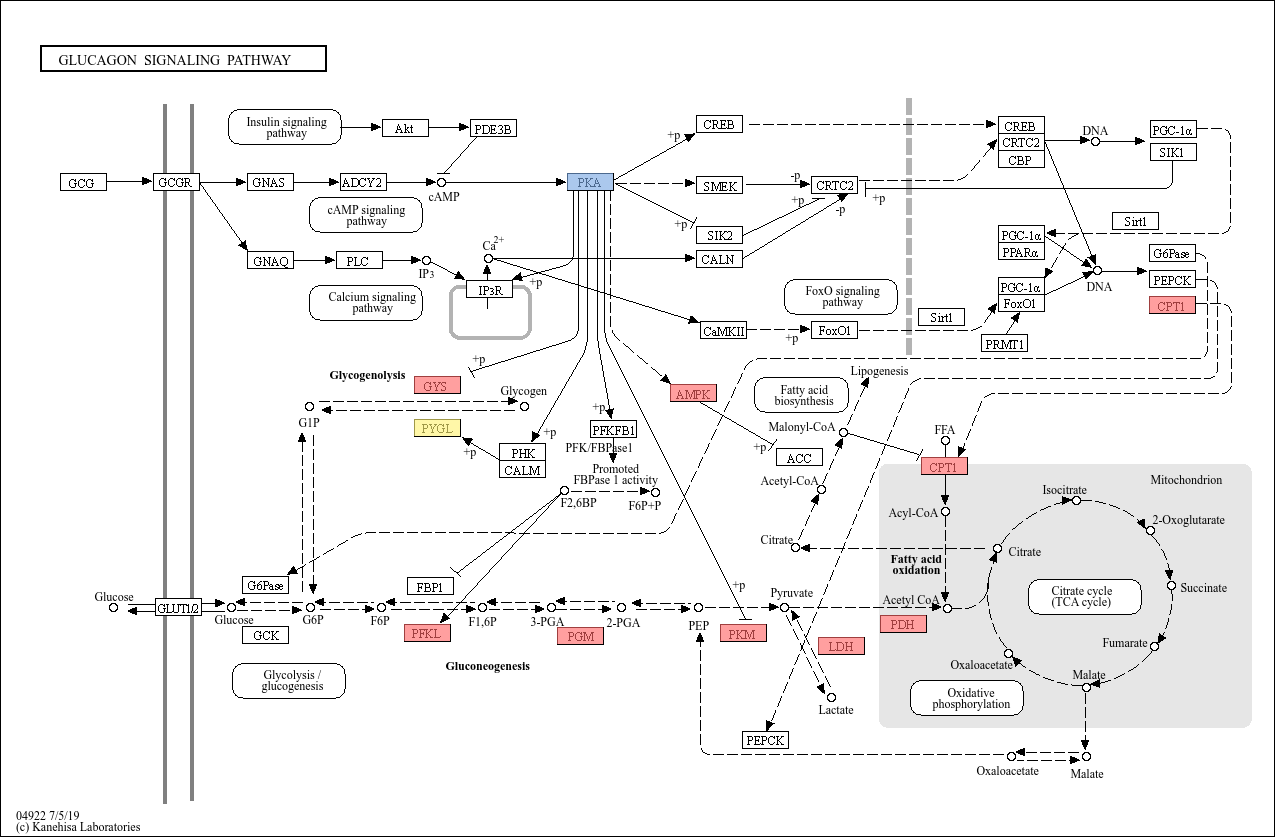 GLUCAGON SIGNALING PATHWAY
Insulin signaling
pathway
Akt
PDE3B
CREB
+p
CREB
CRTC2
CBP
DNA
PGC-1α
SIK1
GCG
GCGR
GNAS
ADCY2
cAMP
PKA
SMEK
-p
+p
-p
CRTC2
+p
cAMP signaling
pathway
+p
SIK2
Sirt1
PGC-1α
PPARα
G6Pase
GNAQ
PLC
IP3
Ca2+
CALN
IP3R
+p
DNA
PEPCK
Calcium signaling
pathway
FoxO signaling
pathway
PGC-1α
FoxO1
CPT1
CaMKII
+p
FoxO1
Sirt1
PRMT1
Glycogenolysis
+p
GYS
Glycogen
AMPK
Lipogenesis
Fatty acid
biosynthesis
G1P
PYGL
+p
PHK
CALM
+p
+p
PFKFB1
PFK/FBPase1
Promoted
FBPase 1 activity
F2,6BP
F6P+P
Malonyl-CoA
+p
ACC
FFA
CPT1
Acetyl-CoA
Mitochondrion
Isocitrate
Acyl-CoA
2-Oxoglutarate
Citrate
Citrate
Fatty acid
oxidation
G6Pase
FBP1
+p
Succinate
Citrate cycle
(TCA cycle)
Glucose
GLUT1/2
Glucose
G6P
F6P
F1,6P
3-PGA
2-PGA
PEP
Pyruvate
Acetyl CoA
GCK
PFKL
PGM
PKM
LDH
PDH
Fumarate
Gluconeogenesis
Oxaloacetate
Malate
Glycolysis /
glucogenesis
Oxidative
phosphorylation
Lactate
PEPCK
Oxaloacetate
Malate
04922 7/5/19
(c) Kanehisa Laboratories